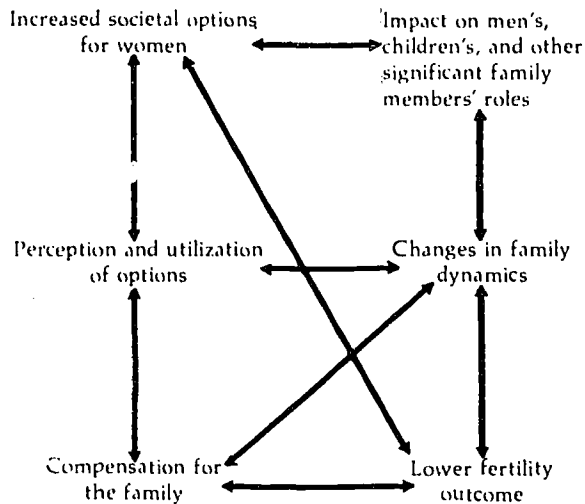 Increased societal options
for women
Impact on men's,
children's, and other
significant family
members' roles
Perception and utilization
of options
Changes in family
dynamics
Compensation for
the family
Lower fertility
outcome